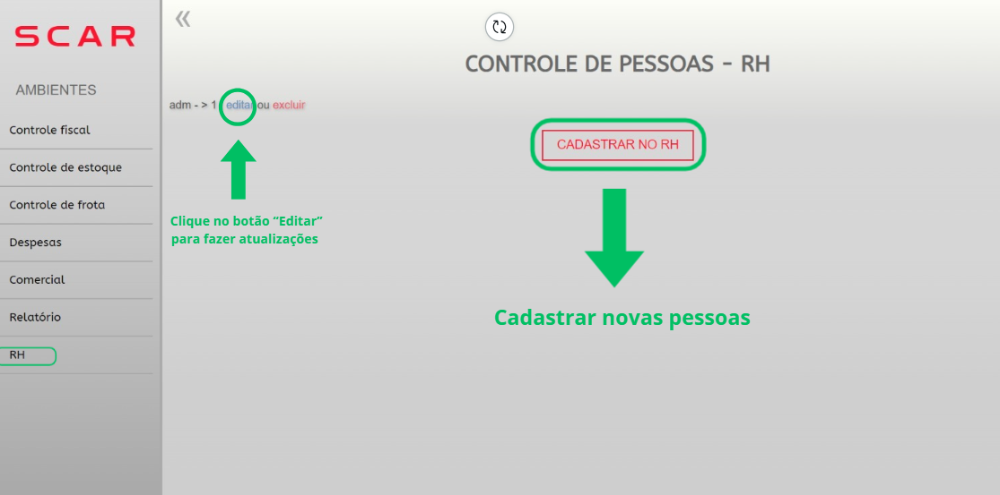 SCAR
AMBIENTES
Controle fiscal
Controle de estoque
Controle de frota
Despesas
Comercial
Relatório
RH
CONTROLE DE PESSOAS - RH
adm - > 1 editar ou excluir
CADASTRAR NO RH
Clique no botão “Editar”
para fazer atualizações
Cadastrar novas pessoas